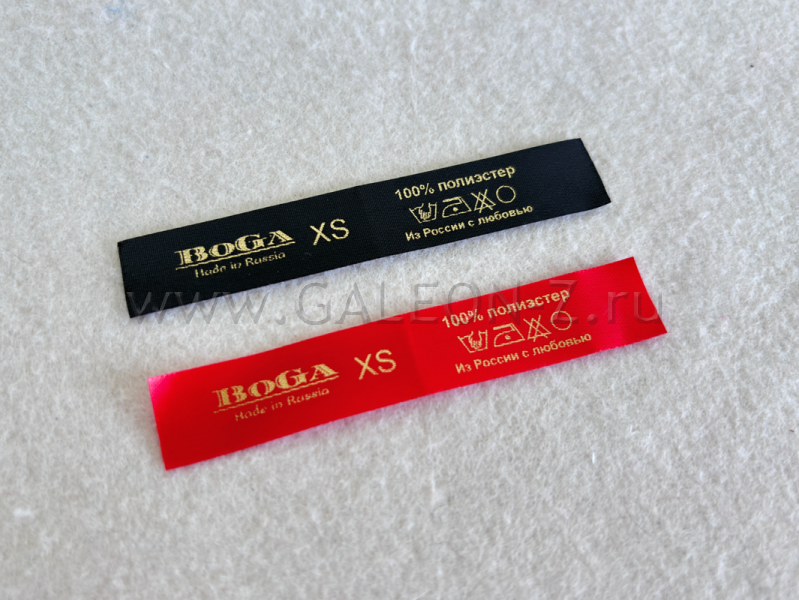 BOGA
Made in Russia
XS
100% полиэстер
Из России с любовью
www.GALEON-Z.ru
BOGA
Made in Russia
XS
100% полиэстер
Из России с любовью